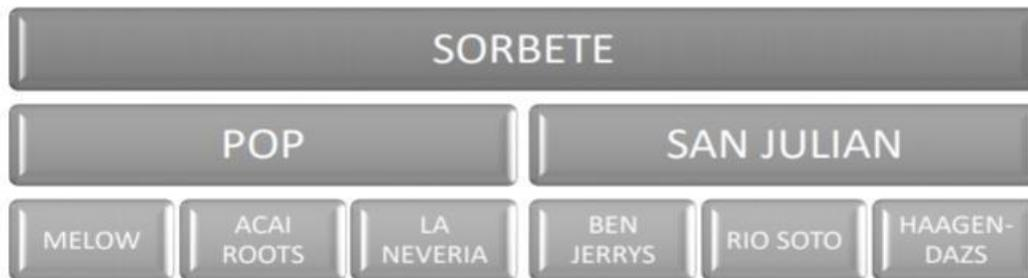 SORBETE
POP
SAN JULIAN
MELOW
ACAI
ROOTS
LA
NEVERIA
BEN
JERRYS
RIO SOTO
HAAGEN-
DAZS